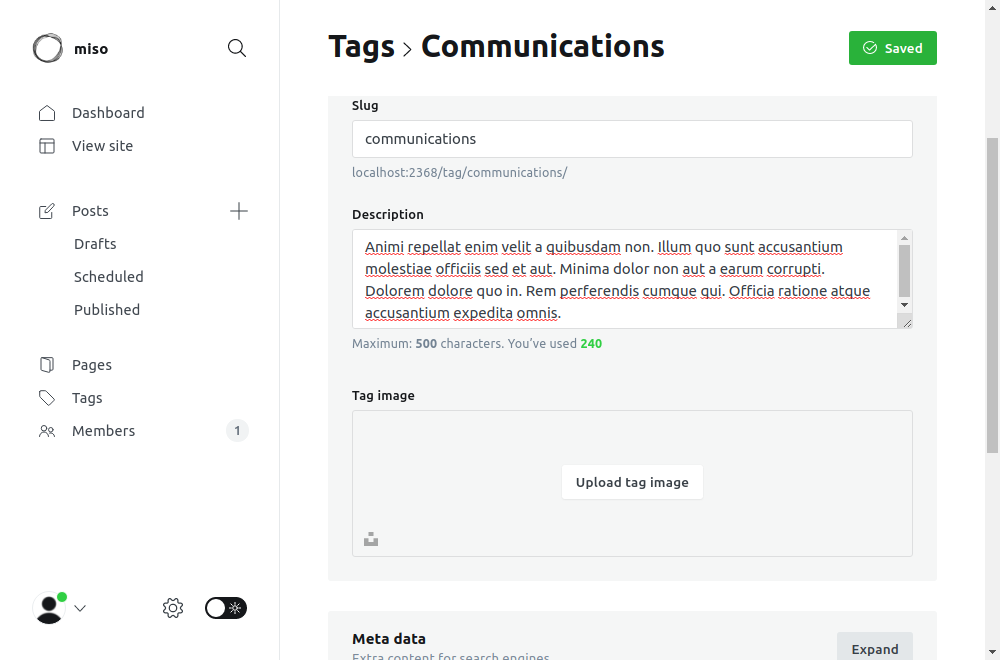 miso
Dashboard
View site
Posts
Drafts
Scheduled
Published
Pages
Tags
Members
1
Tags
Communications
Saved
Slug
communications
localhost:2368/tag/communications/
Description
Animi repellat enim velit a quibusdam non. Illum quo sunt accusantium
molestiae officiis sed et aut. Minima dolor non aut a earum corrupti.
Dolorem dolore quo in. Rem perferendis cumque qui. Officia ratione atque
accusantium expedita omnis.
Maximum: 500 characters. You’ve used 240
Tag image
Upload tag image
Meta data
Extra content for search engines
Expand